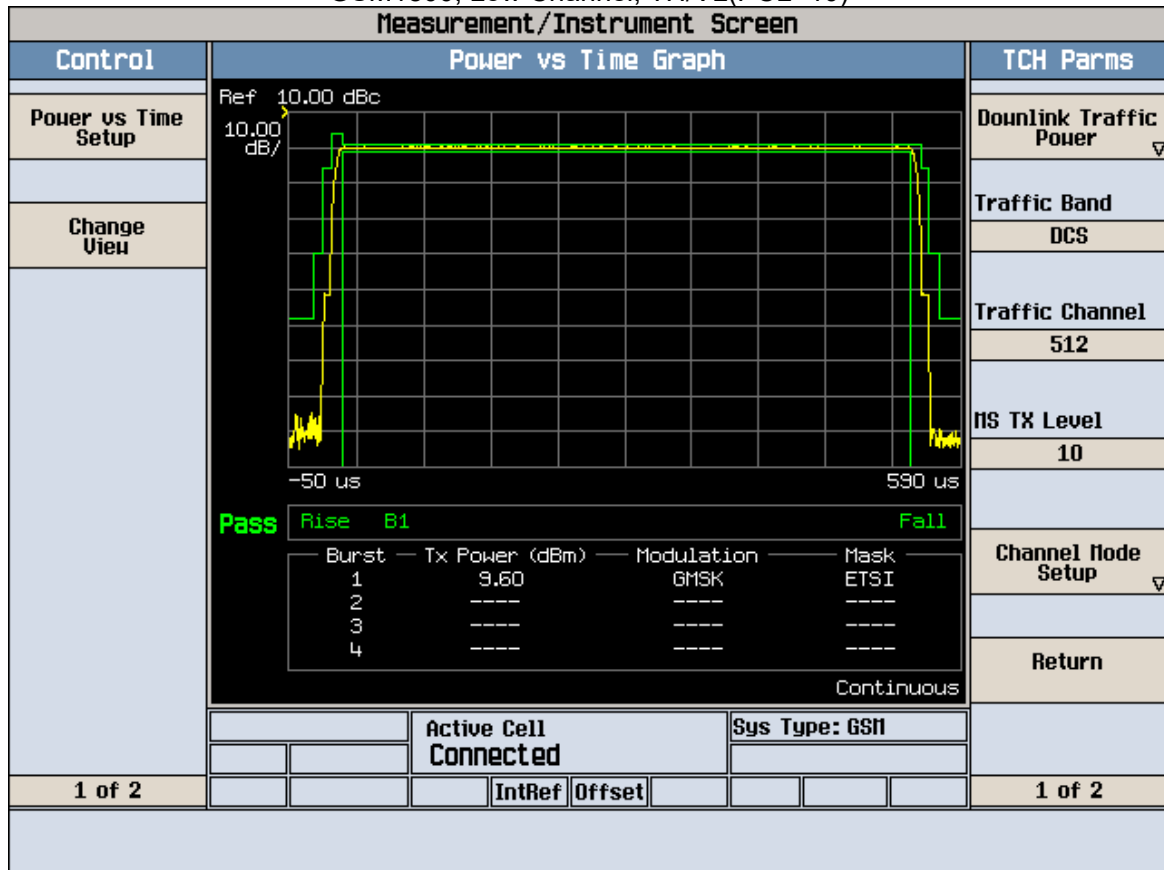 Measurement/Instrument Screen
Control
Power vs Time Graph
TCH Parms
Power vs Time
Setup
Change
View
1 of 2
Ref 10.00 dBc
10.00
dB/
-50 us
590 us
Pass
Rise B1
Fall
Burst Tx Power (dBm) Modulation Mask
1 9.60 GMSK ETSI
2 ---- ---- ----
3 ---- ---- ----
4 ---- ---- ----
Continuous
Active Cell
Connected
Sys Type: GSM
IntRef Offset
Downlink Traffic
Power
Traffic Band
DCS
Traffic Channel
512
MS TX Level
10
Channel Mode
Setup
Return
1 of 2